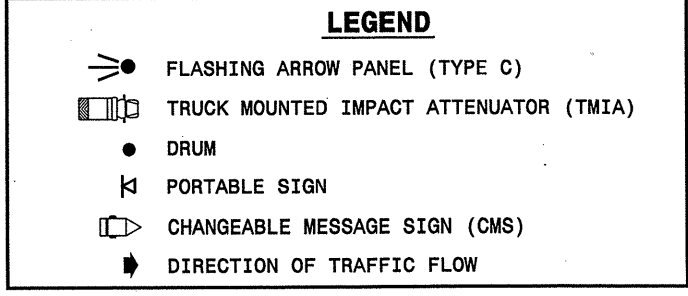 LEGEND
FLASHING ARROW PANEL (TYPE C)
TRUCK MOUNTED IMPACT ATTENUATOR (TMIA)
DRUM
PORTABLE SIGN
CHANGEABLE MESSAGE SIGN (CMS)
DIRECTION OF TRAFFIC FLOW